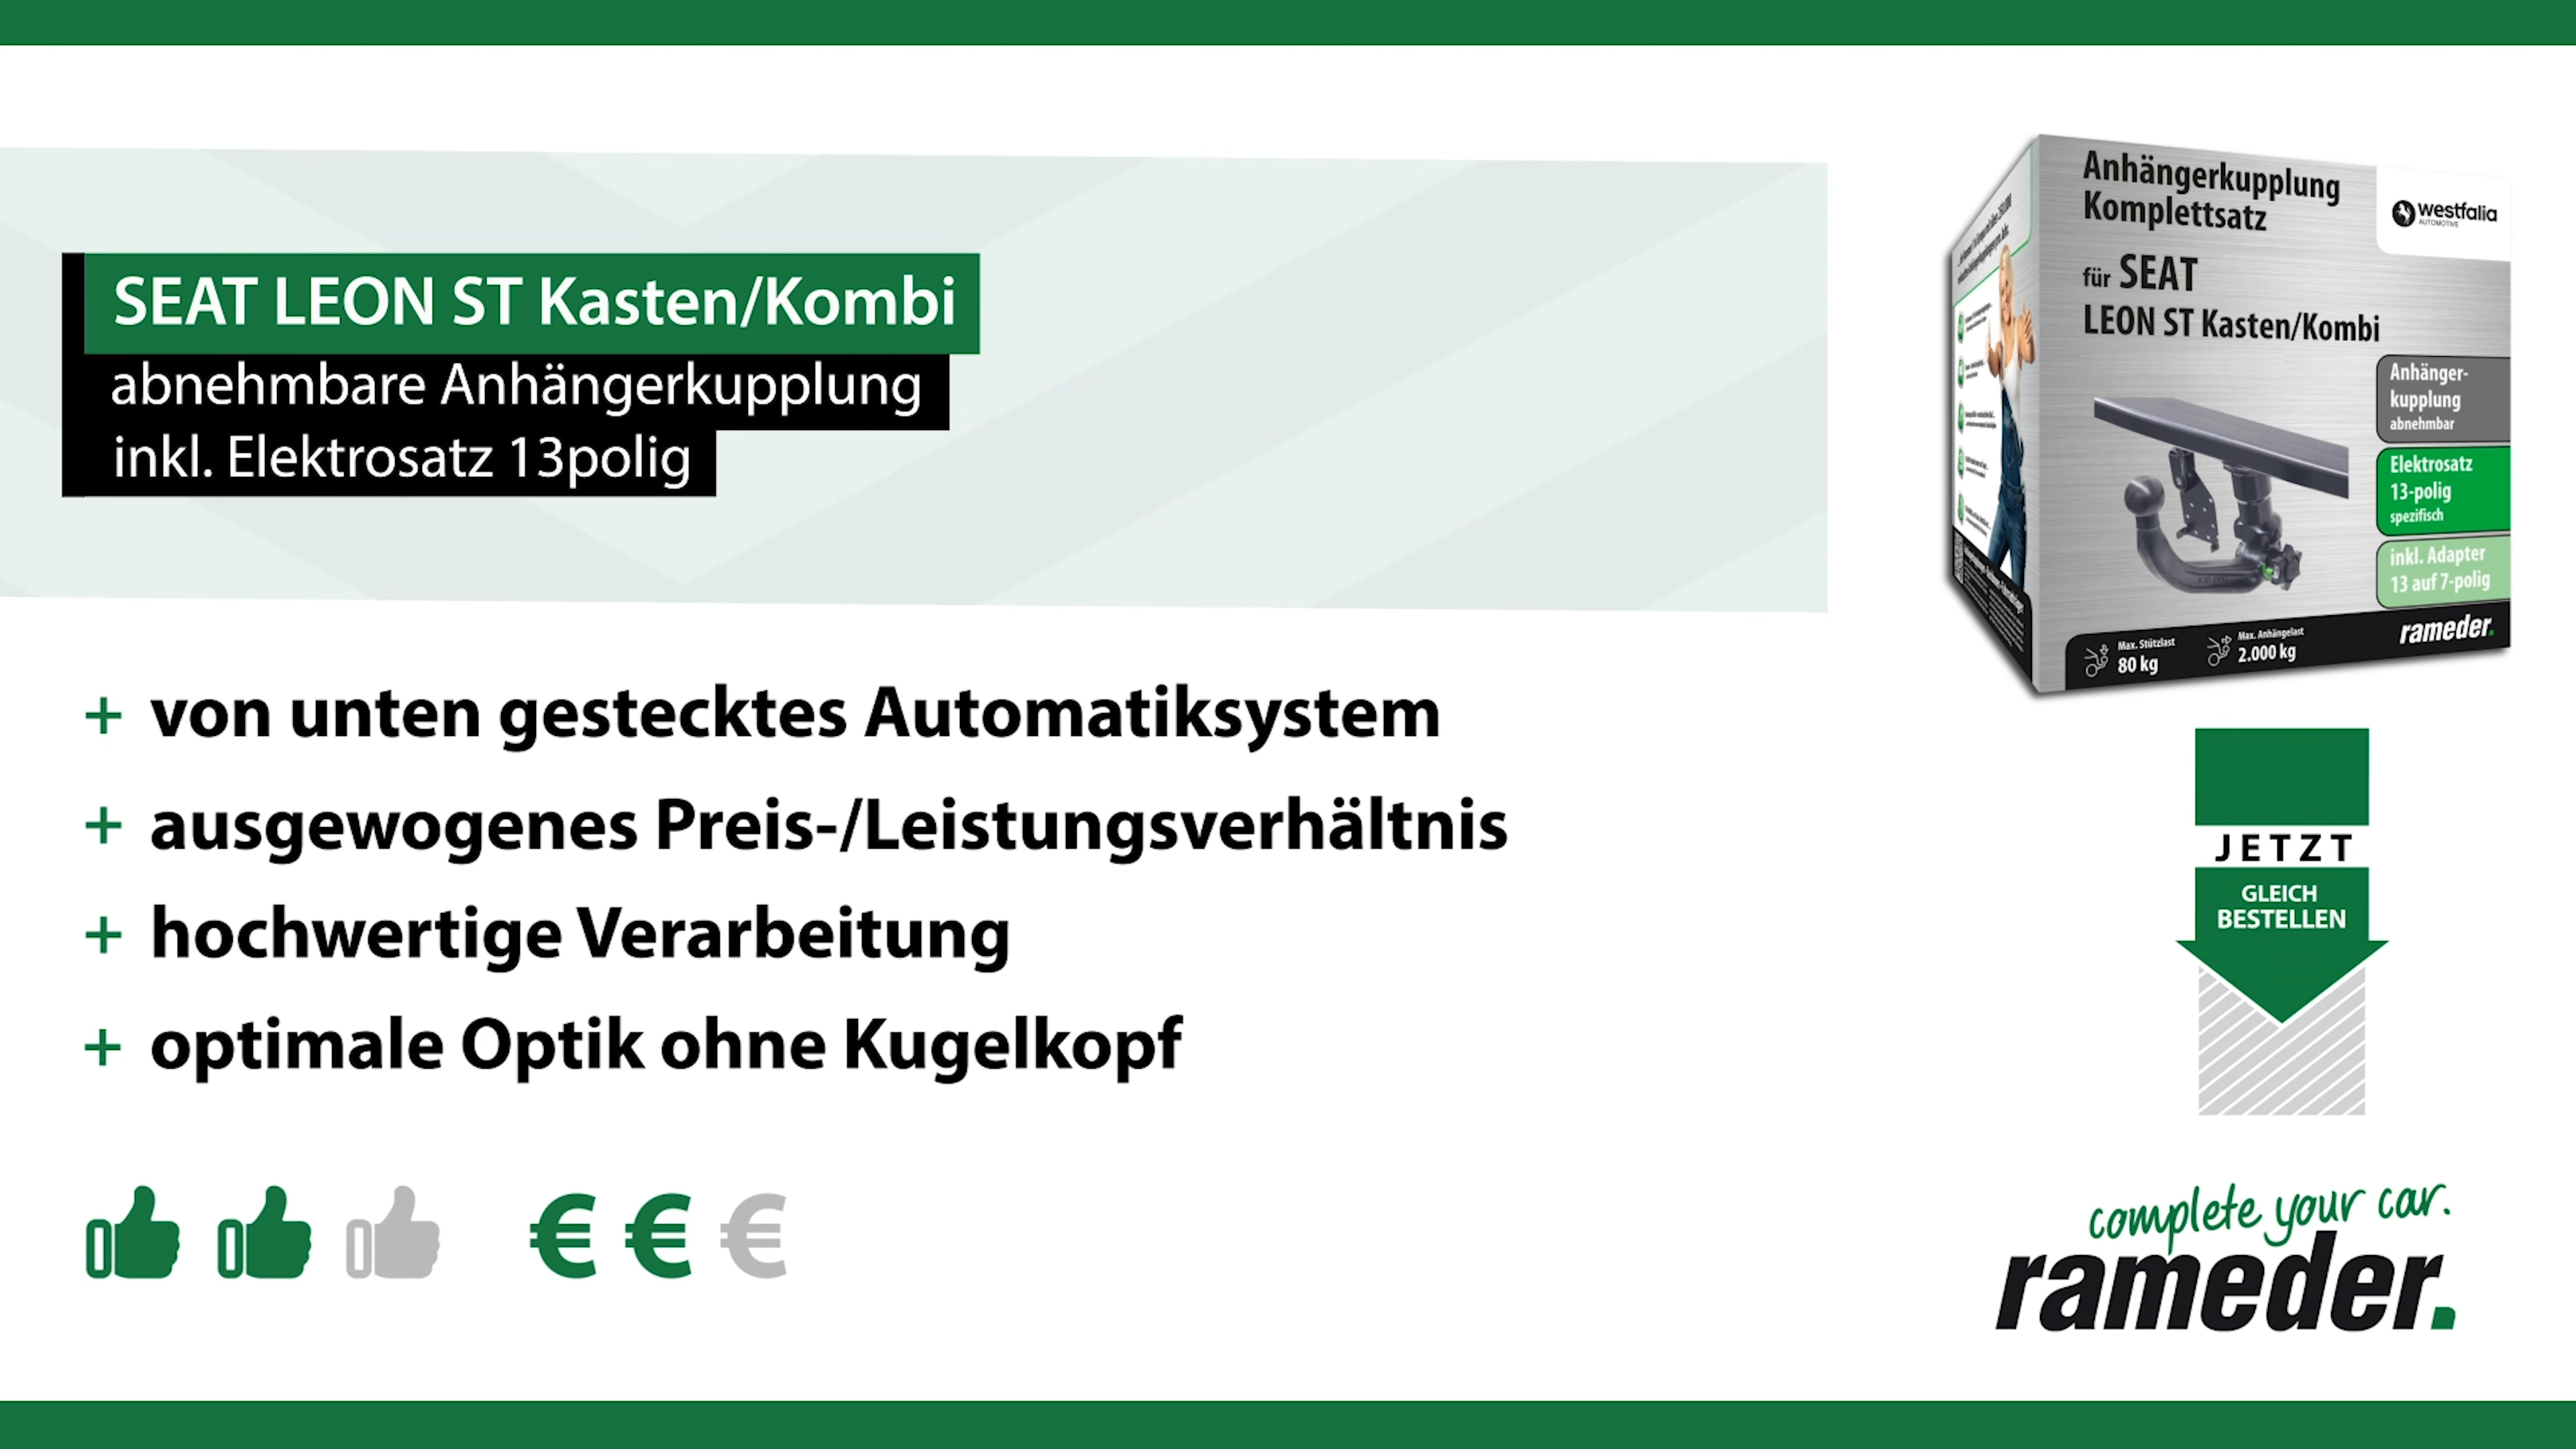 SEAT LEON ST Kasten/Kombi
abnehmbare Anhängerkupplung
inkl. Elektrosatz 13polig
+ von unten gestecktes Automatiksystem
+ ausgewogenes Preis-/Leistungsverhältnis
+ hochwertige Verarbeitung
+ optimale Optik ohne Kugelkopf
€ € €
Anhängerkupplung
Komplettsatz
westfalia
AUTOMOTIVE
für SEAT
LEON ST Kasten/Kombi
Anhänger-
kupplung
abnehmbar
Elektrosatz
13-polig
spezifisch
inkl. Adapter
13 auf 7-polig
Max. Stützlast
80 kg
Max. Anhängelast
2.000 kg
rameder.
JETZT
GLEICH
BESTELLEN
complete your car.
rameder.